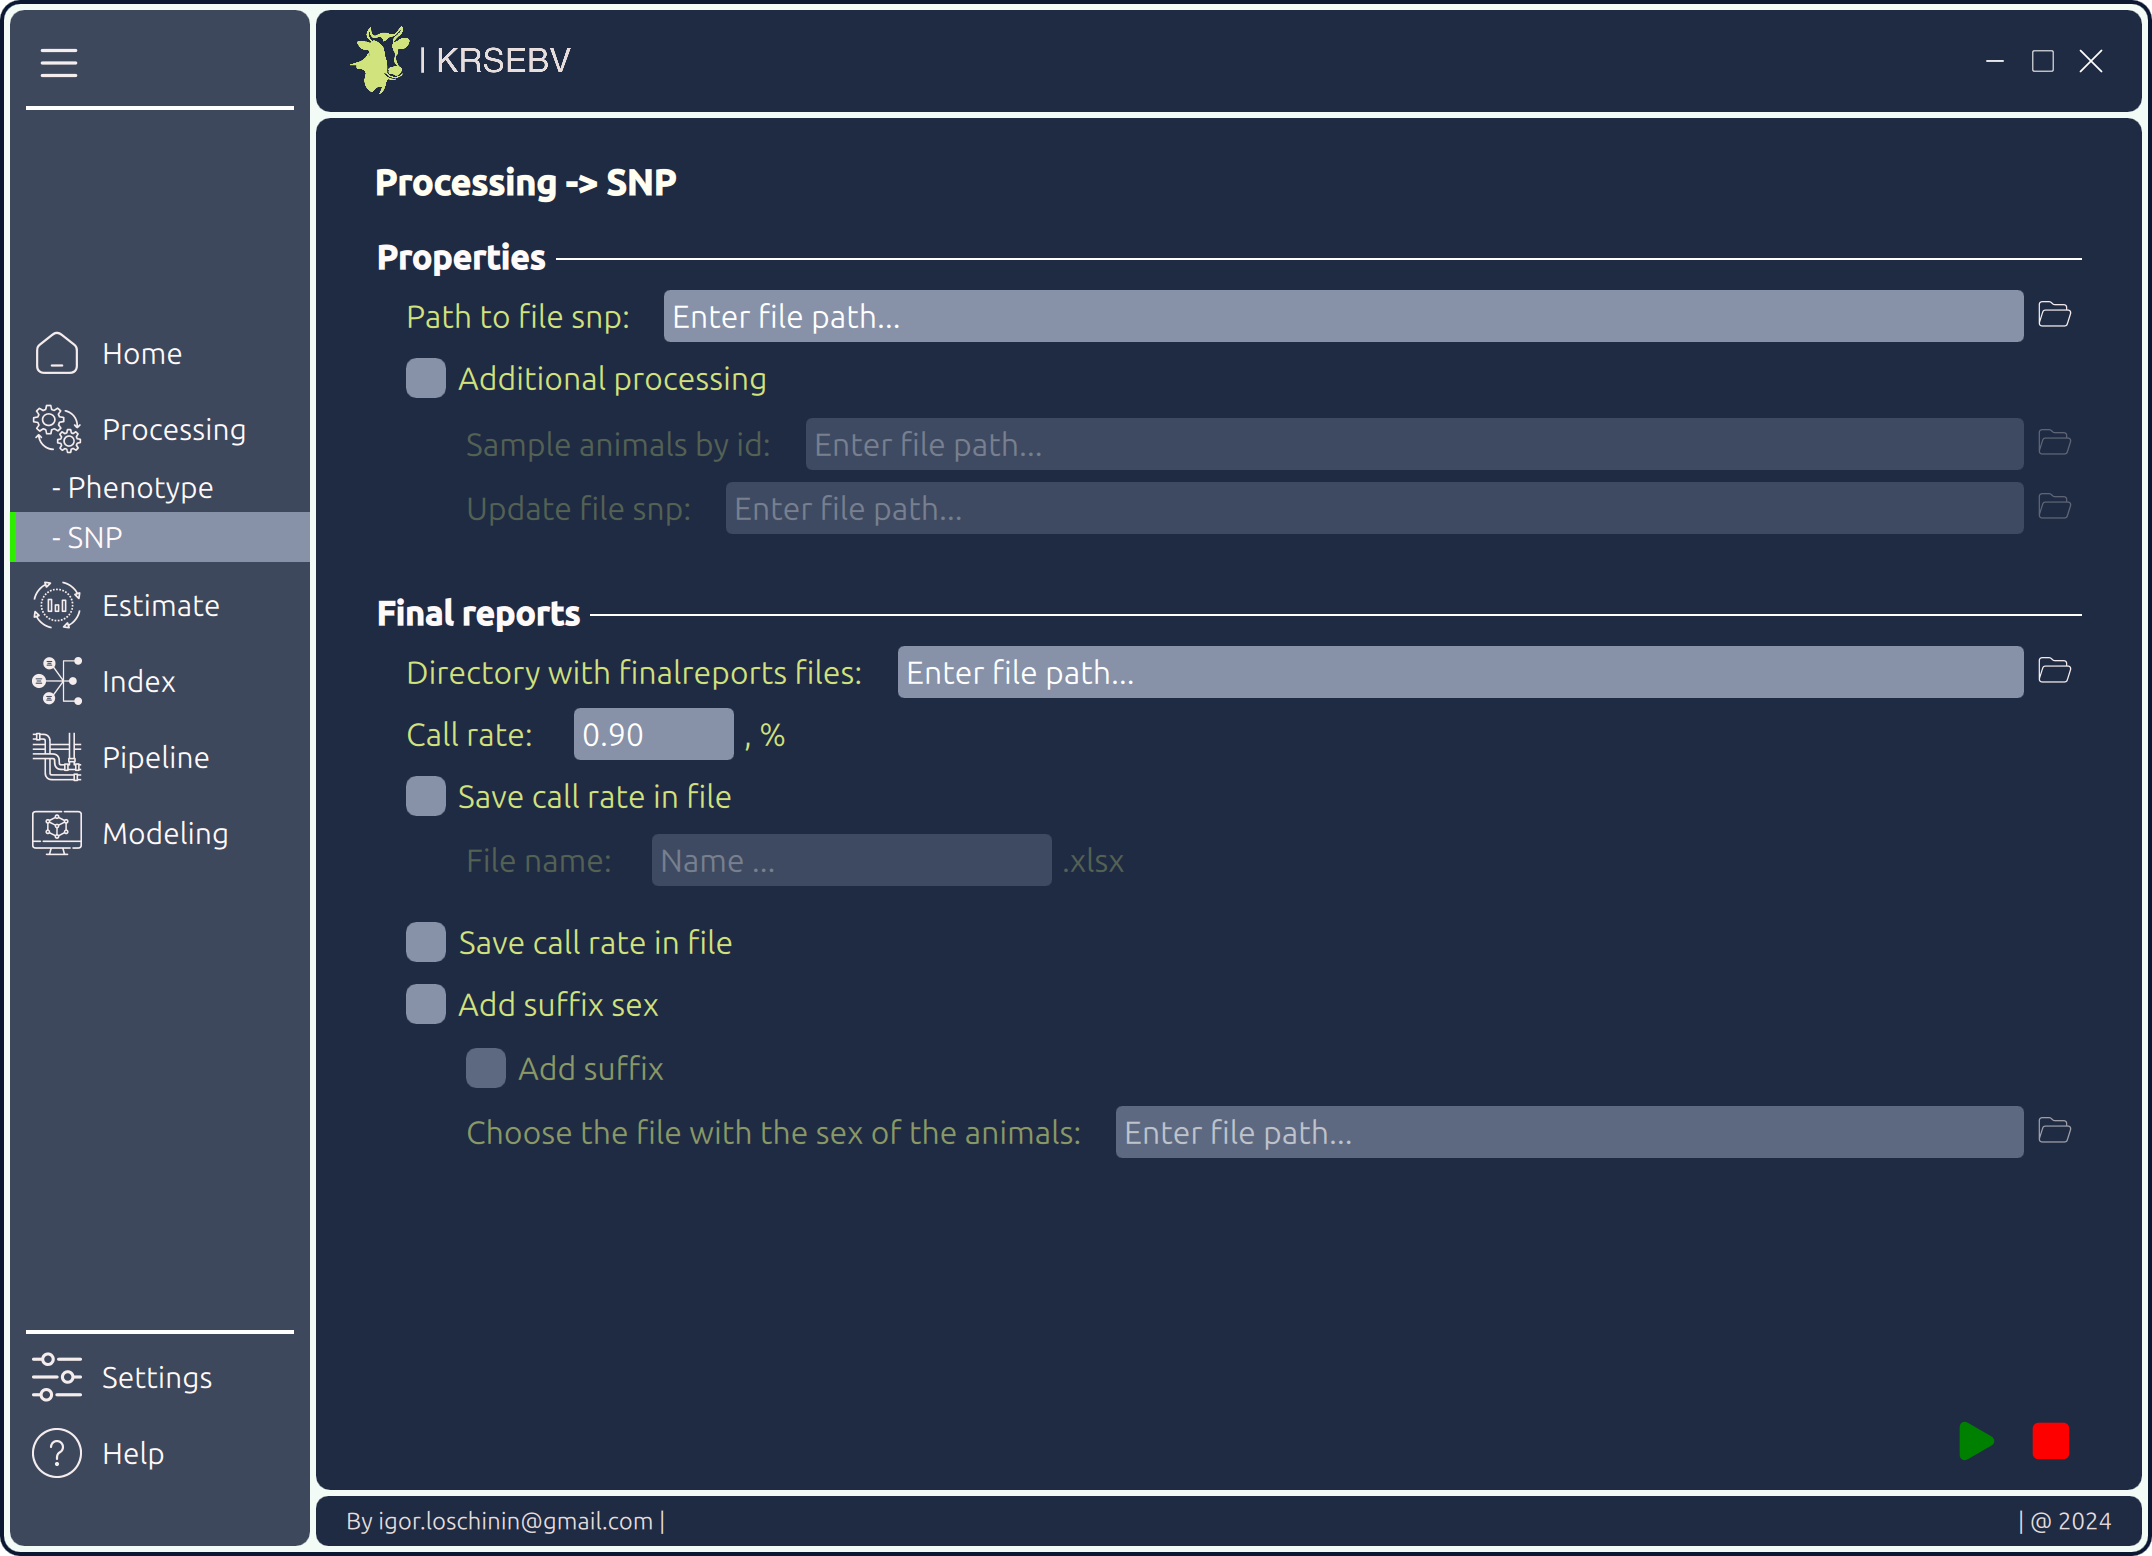 | KRSEBV
Home
Processing
- Phenotype
- SNP
Estimate
Index
Pipeline
Modeling
Settings
? Help
Processing -> SNP
Properties
Path to file snp: Enter file path...
Additional processing
Sample animals by id: Enter file path...
Update file snp: Enter file path...
Final reports
Directory with finalreports files: Enter file path...
Call rate: 0.90 , %
Save call rate in file
File name: Name ... .xlsx
Save call rate in file
Add suffix sex
Add suffix
Choose the file with the sex of the animals: Enter file path...
By igor.loschinin@gmail.com |
| @ 2024